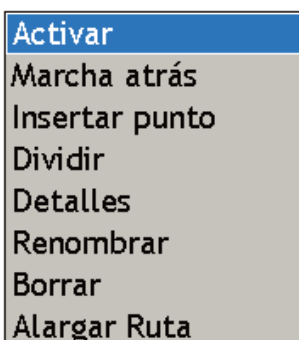 Activar
Marcha atrás
Insertar punto
Dividir
Detalles
Renombrar
Borrar
Alargar Ruta